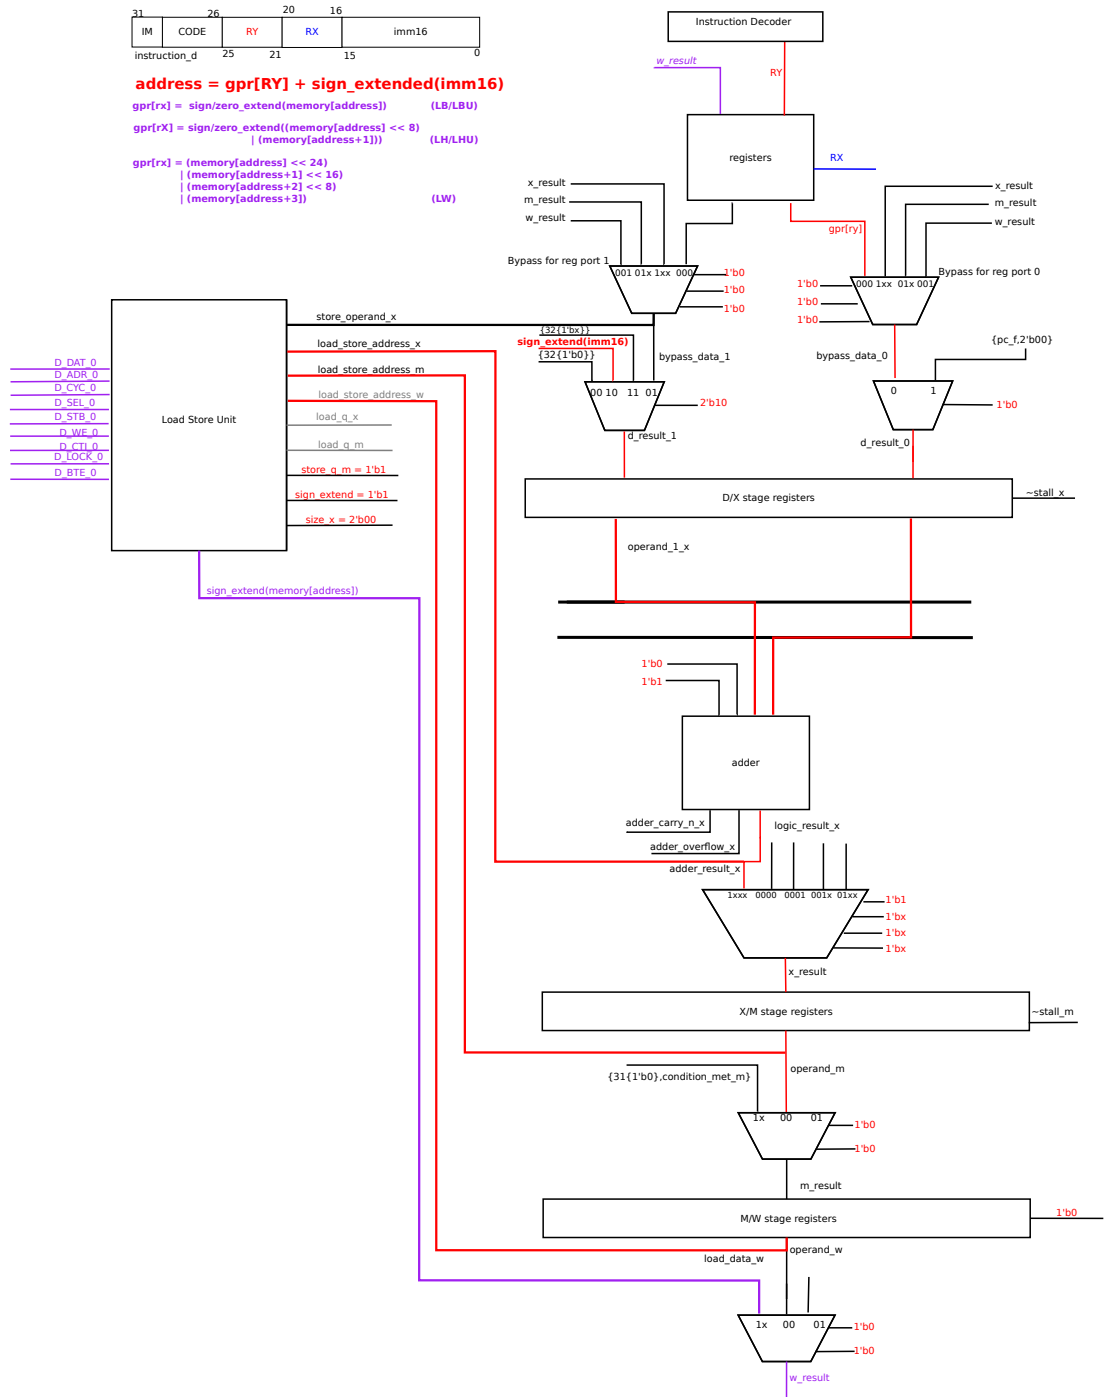 31
26
20
16
IM
CODE
RY
RX
imm16
instruction_d
25
21
15
0
address = gpr[RY] + sign_extended(imm16)
gpr[rx] = sign/zero_extend(memory[address]) (LB/LBU)
gpr[rX] = sign/zero_extend((memory[address] << 8)
| (memory[address+1])) (LH/LHU)
gpr[rx] = (memory[address] << 24)
| (memory[address+1] << 16)
| (memory[address+2] << 8)
| (memory[address+3]) (LW)
Instruction Decoder
w_result
RY
registers
RX
x_result
m_result
w_result
gpr[ry]
x_result
m_result
w_result
Bypass for reg port 1
001 01x 1xx 000
1'b0
1'b0
1'b0
Bypass for reg port 0
000 1xx 01x 001
1'b0
1'b0
1'b0
{32{1'bx}}
sign_extend(imm16)
{32{1'b0}}
bypass_data_1
00 10 11 01
2'b10
d_result_1
bypass_data_0
{pc_f,2'b00}
0 1
1'b0
d_result_0
D/X stage registers
~stall_x
operand_1_x
store_operand_x
load_store_address_x
load_store_address_m
load_store_address_w
load_q_x
load_q_m
store_q_m = 1'b1
sign_extend = 1'b1
size_x = 2'b00
Load Store Unit
D_DAT_0
D_ADR_0
D_CYC_0
D_SEL_0
D_STB_0
D_WE_0
D_CTI_0
D_LOCK_0
D_BTE_0
sign_extend(memory[address])
1'b0
1'b1
adder
adder_carry_n_x
adder_overflow_x
adder_result_x
logic_result_x
1xxx 0000 0001 001x 01xx
1'b1
1'bx
1'bx
1'bx
x_result
X/M stage registers
~stall_m
operand_m
{31{1'b0},condition_met_m}
1x 00 01
1'b0
1'b0
m_result
M/W stage registers
1'b0
operand_w
load_data_w
1x 00 01
1'b0
1'b0
w_result